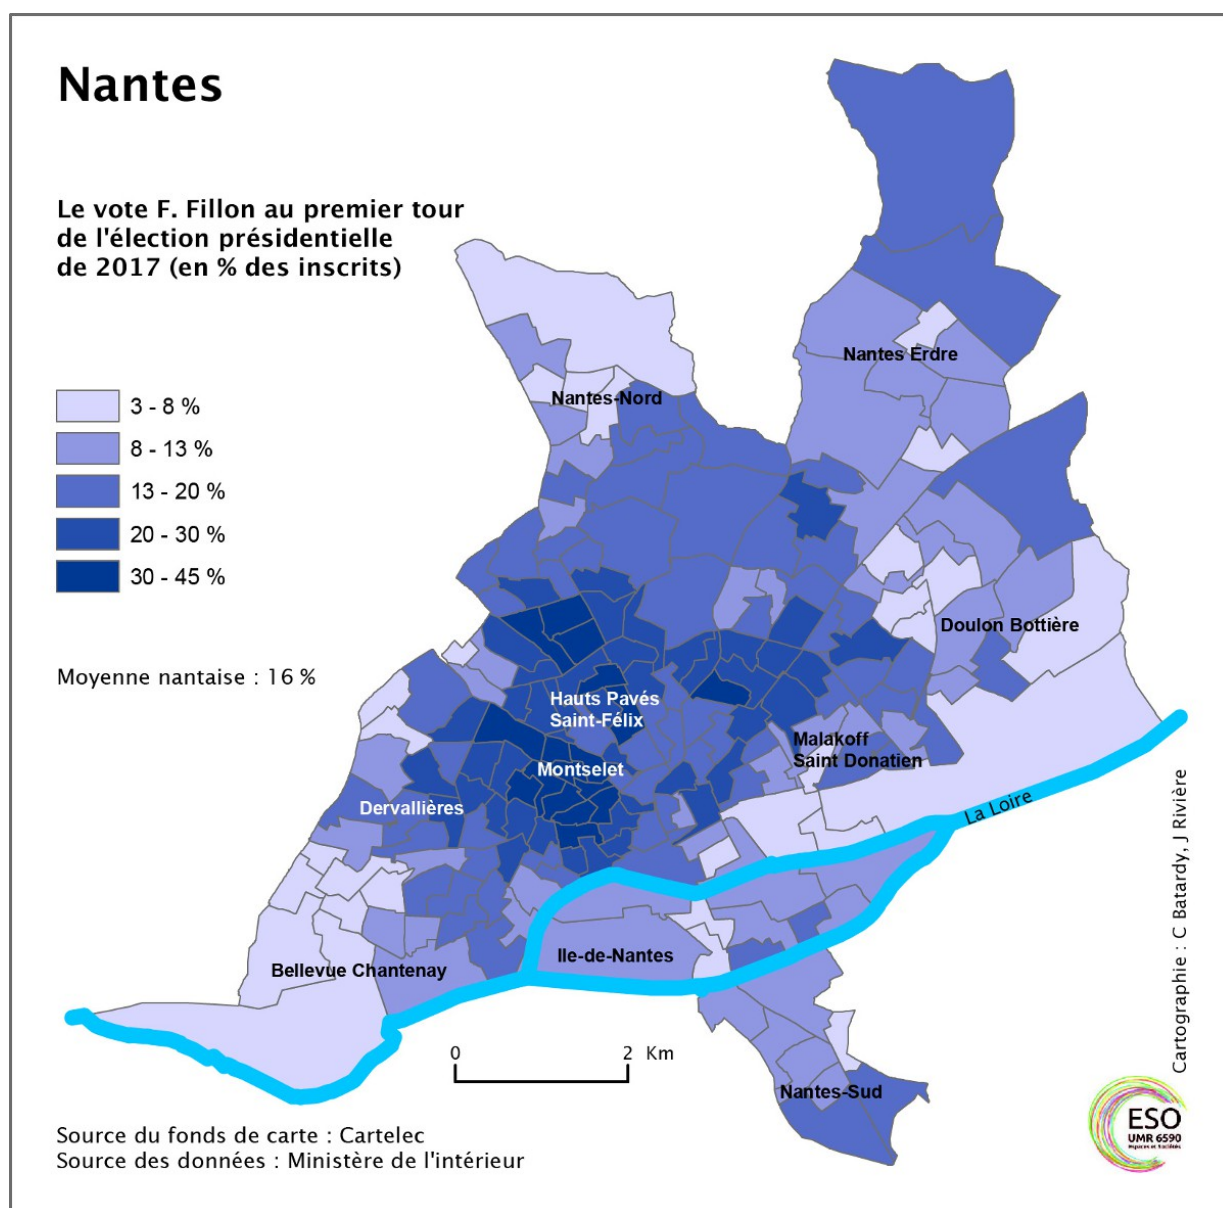 Nantes
Le vote F. Fillon au premier tour
de l'élection présidentielle
de 2017 (en % des inscrits)
3 - 8 %
8 - 13 %
13 - 20 %
20 - 30 %
30 - 45 %
Moyenne nantaise : 16 %
Nantes Erdre
Nantes-Nord
Doulon Bottière
Hauts Pavés
Saint-Félix
Malakoff
Saint Donatien
Montselet
Dervallières
La Loire
Ile-de-Nantes
Bellevue Chantenay
Nantes-Sud
0 2 Km
Cartographie : C Batardy, J Rivière
Source du fonds de carte : Cartelec
Source des données : Ministère de l'intérieur
ESO
UMR 6590
Espaces et Sociétés